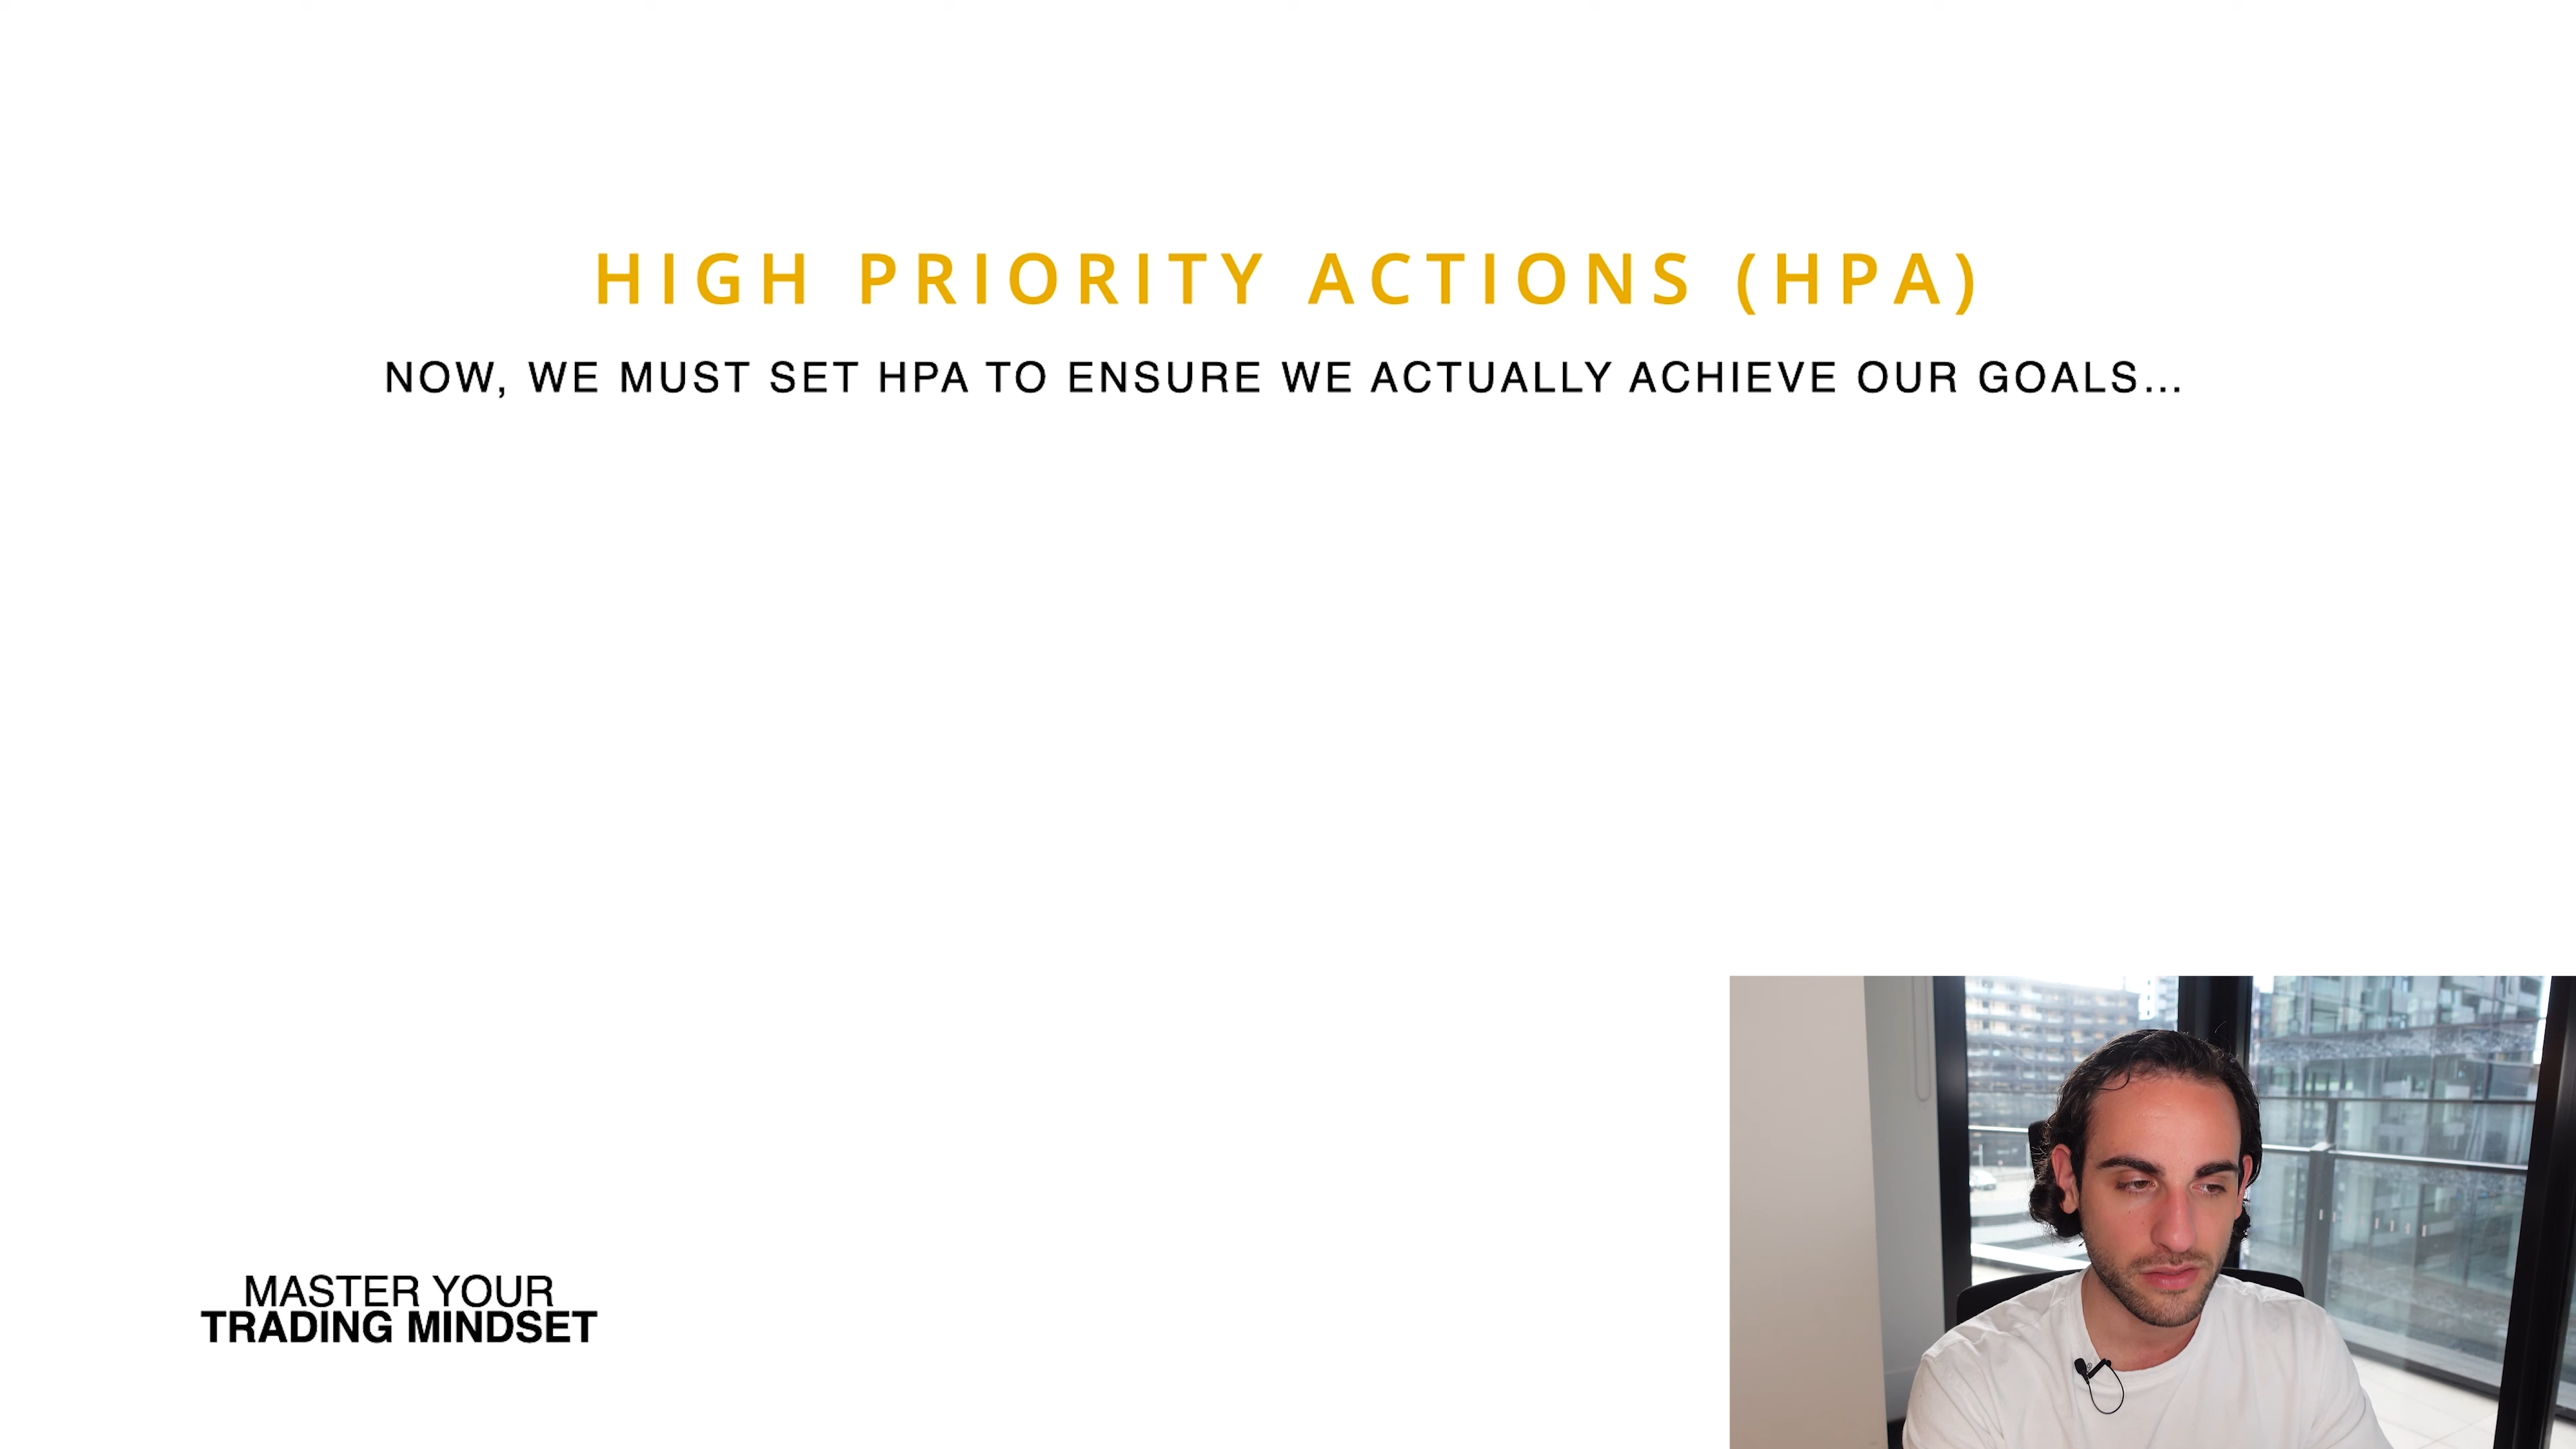 HIGH PRIORITY ACTIONS (HPA)
NOW, WE MUST SET HPA TO ENSURE WE ACTUALLY ACHIEVE OUR GOALS...
MASTER YOUR
TRADING MINDSET